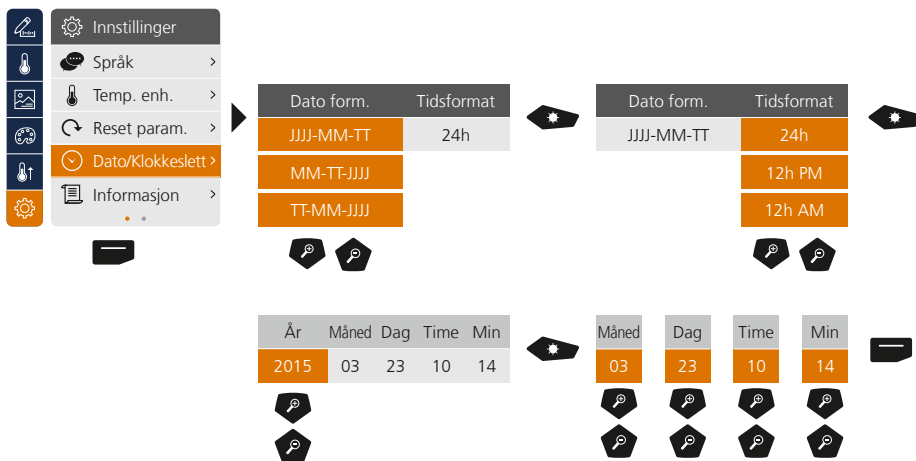 Innstillinger
Språk
Temp. enh.
Reset param.
Dato/Klokkeslett
Informasjon
Dato form. Tidsformat
JJJJ-MM-TT 24h
MM-TT-JJJJ
TT-MM-JJJJ
Dato form. Tidsformat
JJJJ-MM-TT 24h
12h PM
12h AM
År Måned Dag Time Min
2015 03 23 10 14
Måned Dag Time Min
03 23 10 14